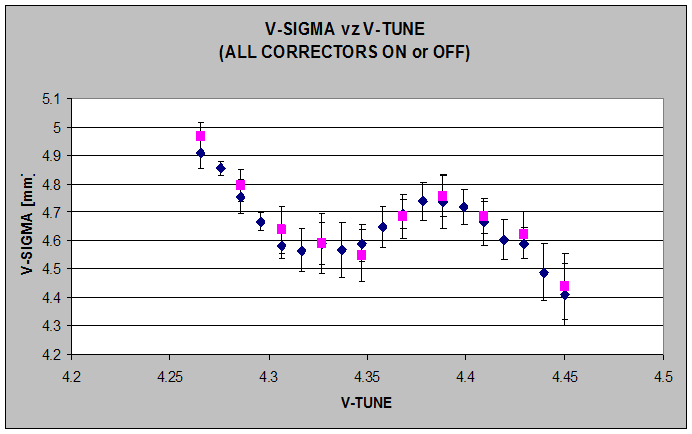 V-SIGMA vz V-TUNE
(ALL CORRECTORS ON or OFF)
5.1
5
4.9
4.8
4.7
4.6
4.5
4.4
4.3
4.2
V-SIGMA [mm]
4.2 4.25 4.3 4.35 4.4 4.45 4.5
V-TUNE